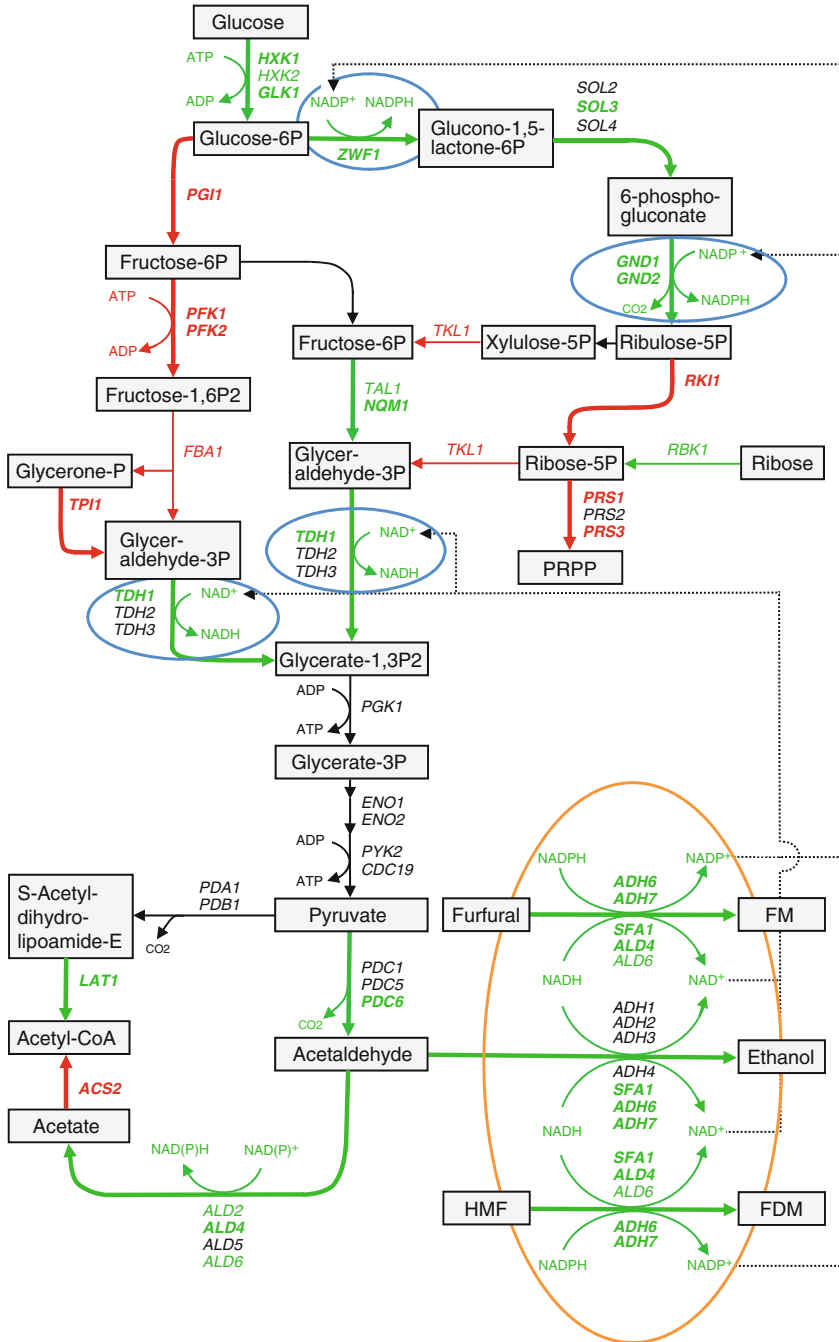 Glucose
ATP
ADP
HXK1
HXK2
GLK1
NADP+
NADPH
Glucose-6P
ZWF1
Glucono-1,5-
lactone-6P
SOL2
SOL3
SOL4
PGI1
6-phospho-
gluconate
Fructose-6P
GND1
GND2
NADP+
CO2
NADPH
ATP
ADP
PFK1
PFK2
Fructose-6P
TKL1
Xylulose-5P
Ribulose-5P
Fructose-1,6P2
TAL1
NQM1
RKI1
FBA1
Glycerone-P
Glycer-
aldehyde-3P
TKL1
Ribose-5P
RBK1
Ribose
TPI1
PRS1
PRS2
PRS3
Glycer-
aldehyde-3P
TDH1
TDH2
TDH3
NAD+
NADH
PRPP
TDH1
TDH2
TDH3
NAD+
NADH
Glycerate-1,3P2
ADP
ATP
PGK1
Glycerate-3P
ENO1
ENO2
ADP
ATP
PYK2
CDC19
S-Acetyl-
dihydro-
lipoamide-E
PDA1
PDB1
CO2
Pyruvate
NADPH
NADP+
ADH6
ADH7
Furfural
FM
SFA1
ALD4
ALD6
LAT1
PDC1
PDC5
PDC6
CO2
NADH
NAD+
ADH1
ADH2
ADH3
Acetyl-CoA
Acetaldehyde
Ethanol
ADH4
SFA1
ADH6
ADH7
ACS2
Acetate
NADH
NAD+
NAD(P)H
NAD(P)+
SFA1
ALD4
ALD6
HMF
FDM
ALD2
ALD4
ALD5
ALD6
ADH6
ADH7
NADPH
NADP+